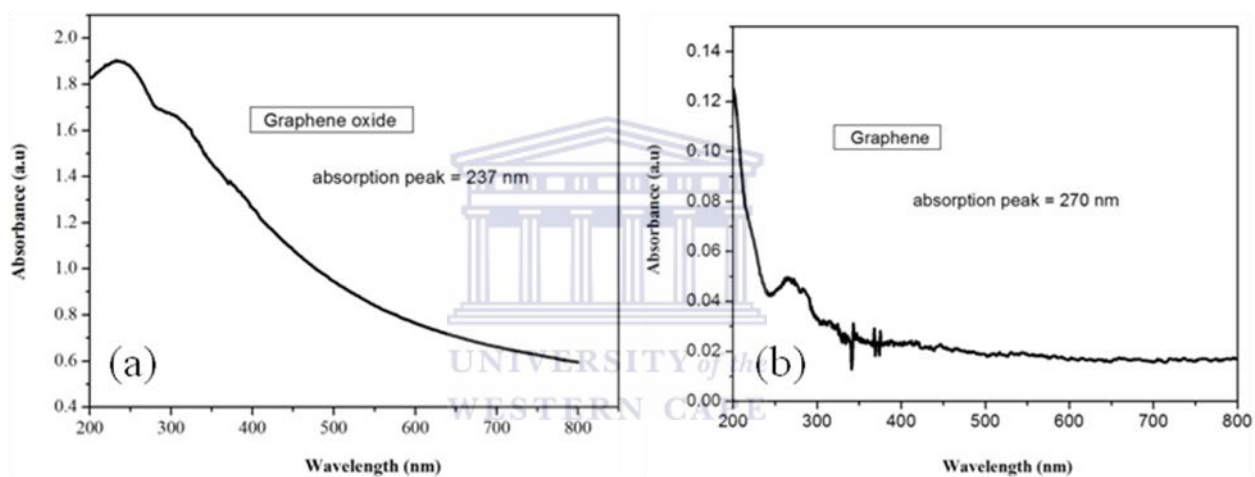 2.0
1.8
1.6
1.4
1.2
1.0
0.8
0.6
0.4
200 300 400 500 600 700 800
Absorbance (a.u)
Wavelength (nm)
Graphene oxide
absorption peak = 237 nm
(a)
0.14
0.12
0.10
0.08
0.06
0.04
0.02
0.00
200 300 400 500 600 700 800
Absorbance (a.u)
Wavelength (nm)
Graphene
absorption peak = 270 nm
(b)
UNIVERSITY of the
WESTERN CAPE